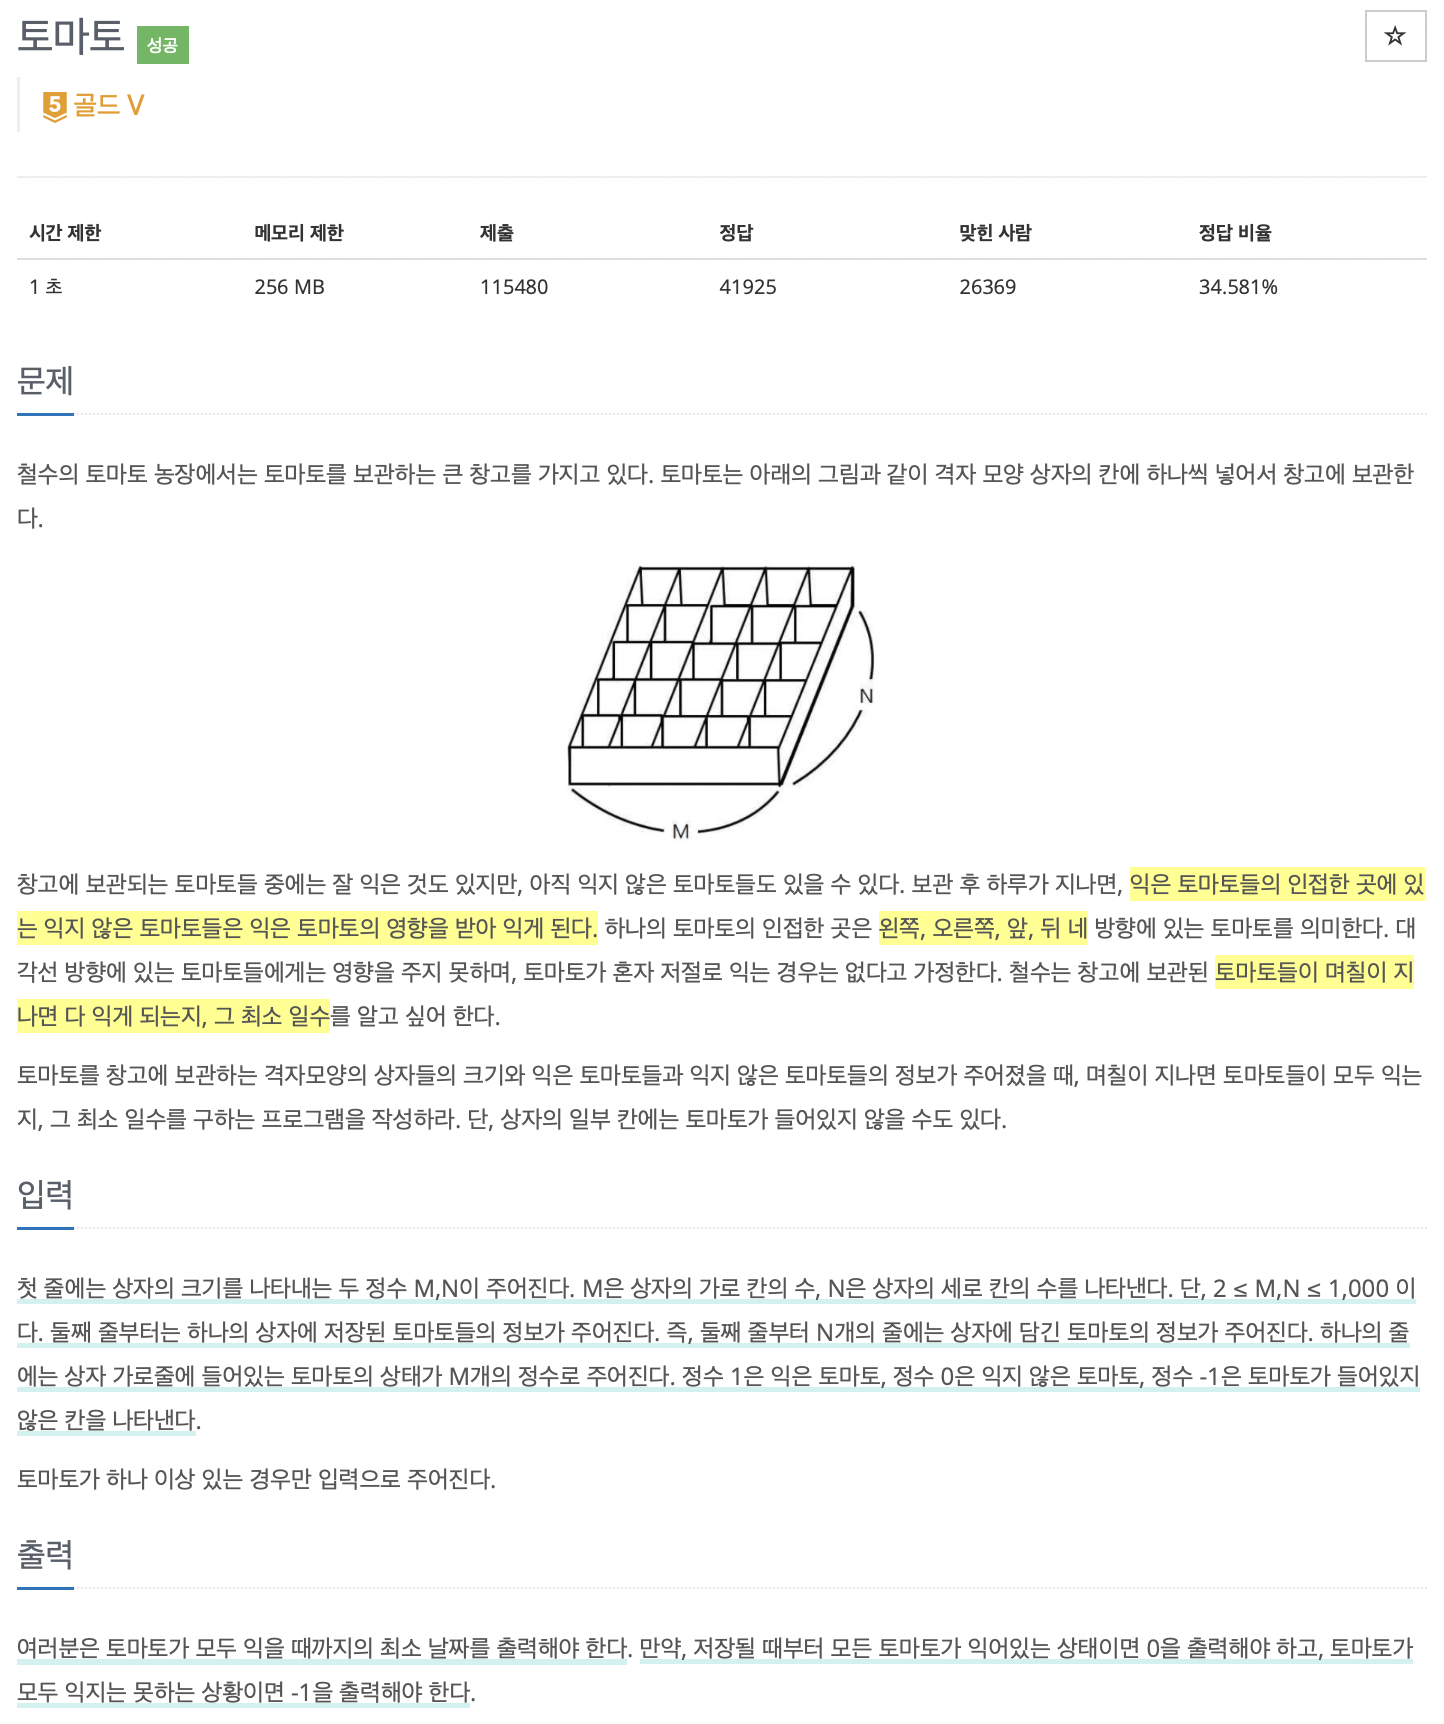 토마토 성공
☆
5 골드 V
시간 제한 메모리 제한 제출 정답 맞힌 사람 정답 비율
1 초 256 MB 115480 41925 26369 34.581%
문제
철수의 토마토 농장에서는 토마토를 보관하는 큰 창고를 가지고 있다. 토마토는 아래의 그림과 같이 격자 모양 상자의 칸에 하나씩 넣어서 창고에 보관한
다.
N
M
창고에 보관되는 토마토들 중에는 잘 익은 것도 있지만, 아직 익지 않은 토마토들도 있을 수 있다. 보관 후 하루가 지나면, 익은 토마토들의 인접한 곳에 있
는 익지 않은 토마토들은 익은 토마토의 영향을 받아 익게 된다. 하나의 토마토의 인접한 곳은 왼쪽, 오른쪽, 앞, 뒤 네 방향에 있는 토마토를 의미한다. 대
각선 방향에 있는 토마토들에게는 영향을 주지 못하며, 토마토가 혼자 저절로 익는 경우는 없다고 가정한다. 철수는 창고에 보관된 토마토들이 며칠이 지
나면 다 익게 되는지, 그 최소 일수를 알고 싶어 한다.
토마토를 창고에 보관하는 격자모양의 상자들의 크기와 익은 토마토들과 익지 않은 토마토들의 정보가 주어졌을 때, 며칠이 지나면 토마토들이 모두 익는
지, 그 최소 일수를 구하는 프로그램을 작성하라. 단, 상자의 일부 칸에는 토마토가 들어있지 않을 수도 있다.
입력
첫 줄에는 상자의 크기를 나타내는 두 정수 M,N이 주어진다. M은 상자의 가로 칸의 수, N은 상자의 세로 칸의 수를 나타낸다. 단, 2 ≤ M,N ≤ 1,000 이
다. 둘째 줄부터는 하나의 상자에 저장된 토마토들의 정보가 주어진다. 즉, 둘째 줄부터 N개의 줄에는 상자에 담긴 토마토의 정보가 주어진다. 하나의 줄
에는 상자 가로줄에 들어있는 토마토의 상태가 M개의 정수로 주어진다. 정수 1은 익은 토마토, 정수 0은 익지 않은 토마토, 정수 -1은 토마토가 들어있지
않은 칸을 나타낸다.
토마토가 하나 이상 있는 경우만 입력으로 주어진다.
출력
여러분은 토마토가 모두 익을 때까지의 최소 날짜를 출력해야 한다. 만약, 저장될 때부터 모든 토마토가 익어있는 상태이면 0을 출력해야 하고, 토마토가
모두 익지는 못하는 상황이면 -1을 출력해야 한다.